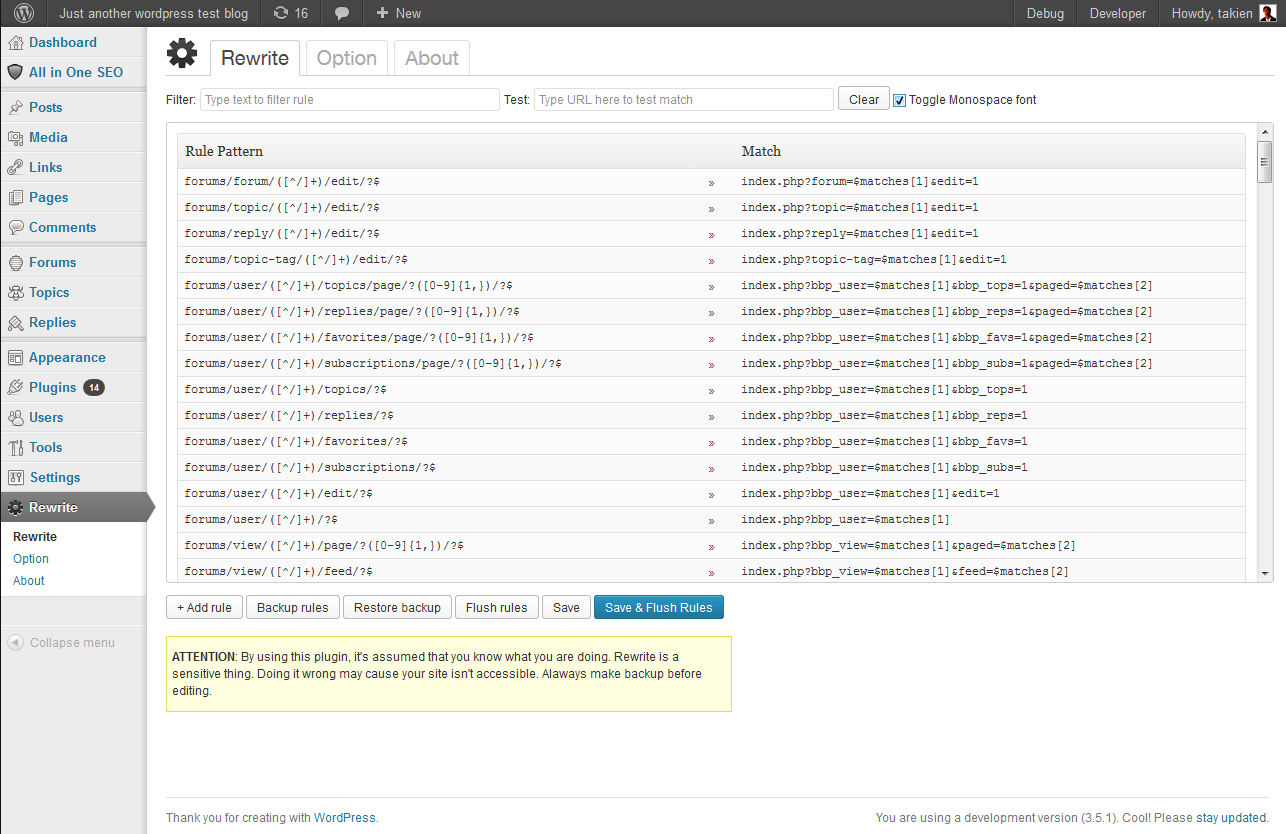 Just another wordpress test blog 16 + New Debug Developer Howdy, takien
Dashboard
All in One SEO
Posts
Media
Links
Pages
Comments
Forums
Topics
Replies
Appearance
Plugins 14
Users
Tools
Settings
Rewrite
Rewrite
Option
About
Collapse menu
Rewrite Option About
Filter: Type text to filter rule Test: Type URL here to test match Clear Toggle Monospace font
Rule Pattern Match
forums/forum/([^/]+)/edit/?$ » index.php?forum=$matches[1]&edit=1
forums/topic/([^/]+)/edit/?$ » index.php?topic=$matches[1]&edit=1
forums/reply/([^/]+)/edit/?$ » index.php?reply=$matches[1]&edit=1
forums/topic-tag/([^/]+)/edit/?$ » index.php?topic-tag=$matches[1]&edit=1
forums/user/([^/]+)/topics/page/?([0-9]{1,})/?$ » index.php?bbp_user=$matches[1]&bbp_tops=1&paged=$matches[2]
forums/user/([^/]+)/replies/page/?([0-9]{1,})/?$ » index.php?bbp_user=$matches[1]&bbp_reps=1&paged=$matches[2]
forums/user/([^/]+)/favorites/page/?([0-9]{1,})/?$ » index.php?bbp_user=$matches[1]&bbp_favs=1&paged=$matches[2]
forums/user/([^/]+)/subscriptions/page/?([0-9]{1,})/?$ » index.php?bbp_user=$matches[1]&bbp_subs=1&paged=$matches[2]
forums/user/([^/]+)/topics/?$ » index.php?bbp_user=$matches[1]&bbp_tops=1
forums/user/([^/]+)/replies/?$ » index.php?bbp_user=$matches[1]&bbp_reps=1
forums/user/([^/]+)/favorites/?$ » index.php?bbp_user=$matches[1]&bbp_favs=1
forums/user/([^/]+)/subscriptions/?$ » index.php?bbp_user=$matches[1]&bbp_subs=1
forums/user/([^/]+)/edit/?$ » index.php?bbp_user=$matches[1]&edit=1
forums/user/([^/]+)/?$ » index.php?bbp_user=$matches[1]
forums/view/([^/]+)/page/?([0-9]{1,})/?$ » index.php?bbp_view=$matches[1]&paged=$matches[2]
forums/view/([^/]+)/feed/?$ » index.php?bbp_view=$matches[1]&feed=$matches[2]
+ Add rule Backup rules Restore backup Flush rules Save Save & Flush Rules
ATTENTION: By using this plugin, it's assumed that you know what you are doing. Rewrite is a
sensitive thing. Doing it wrong may cause your site isn't accessible. Alaways make backup before
editing.
Thank you for creating with WordPress. You are using a development version (3.5.1). Cool! Please stay updated.